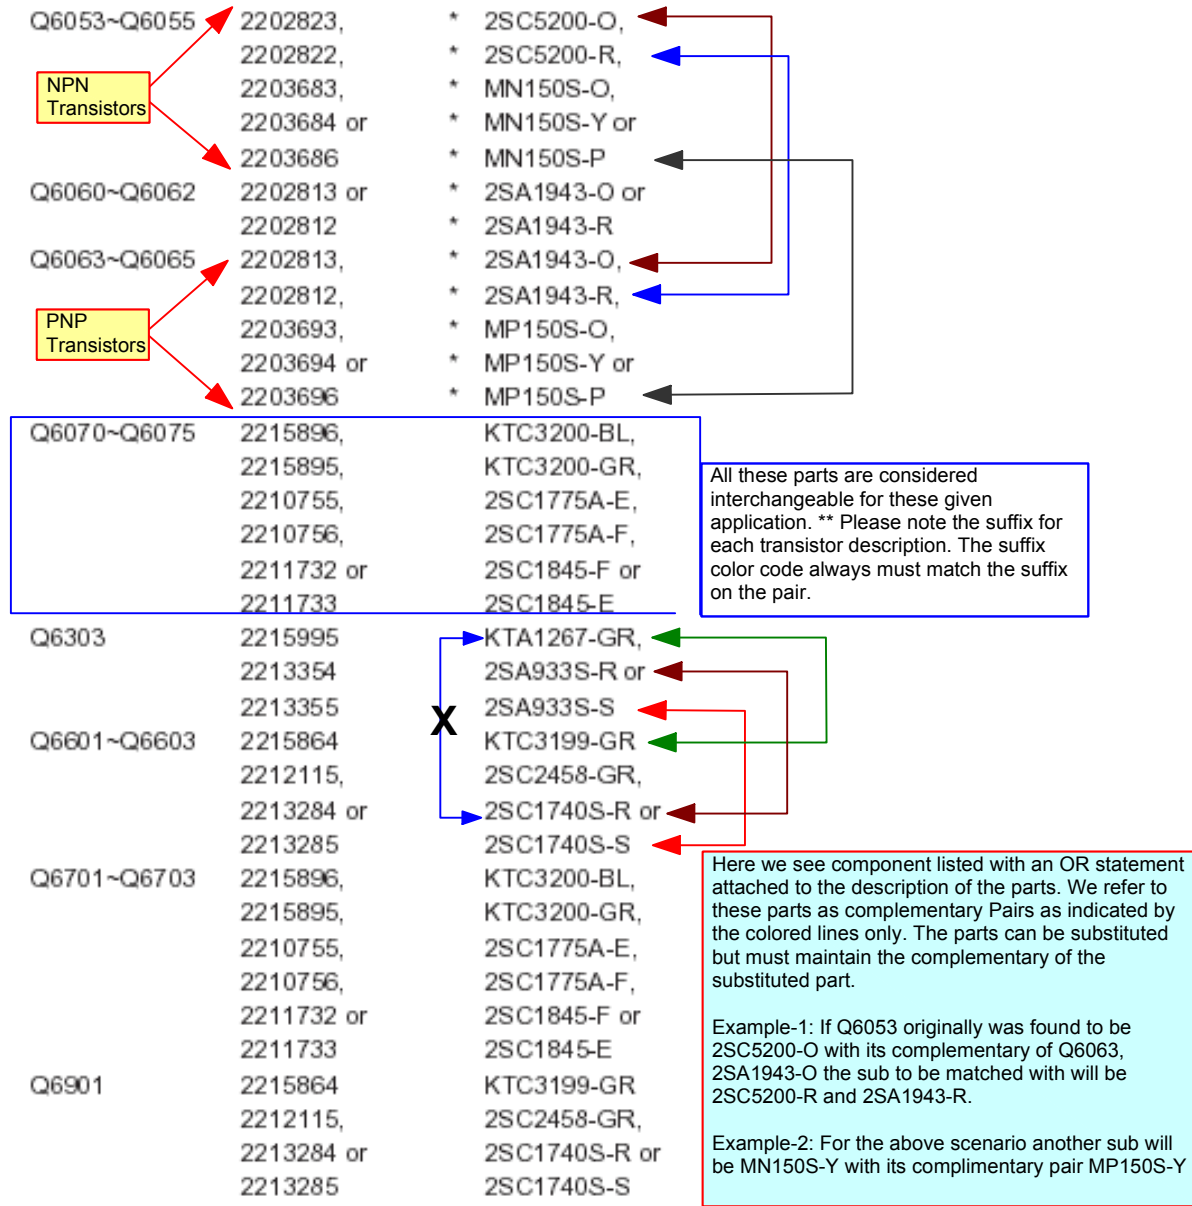 Q6053~Q6055 2202823, * 2SC5200-O,
2202822, * 2SC5200-R,
2203683, * MN150S-O,
2203684 or * MN150S-Y or
2203686 * MN150S-P
NPN
Transistors
Q6060~Q6062 2202813 or * 2SA1943-O or
2202812 * 2SA1943-R
Q6063~Q6065 2202813, * 2SA1943-O,
2202812, * 2SA1943-R,
2203693, * MP150S-O,
2203694 or * MP150S-Y or
2203696 * MP150S-P
PNP
Transistors
Q6070~Q6075 2215896, KTC3200-BL,
2215895, KTC3200-GR,
2210755, 2SC1775A-E,
2210756, 2SC1775A-F,
2211732 or 2SC1845-F or
2211733 2SC1845-E
All these parts are considered
interchangeable for these given
application. ** Please note the suffix for
each transistor description. The suffix
color code always must match the suffix
on the pair.
Q6303 2215995 KTA1267-GR,
2213354 2SA933S-R or
2213355 2SA933S-S
X
Q6601~Q6603 2215864 KTC3199-GR
2212115, 2SC2458-GR,
2213284 or 2SC1740S-R or
2213285 2SC1740S-S
Q6701~Q6703 2215896, KTC3200-BL,
2215895, KTC3200-GR,
2210755, 2SC1775A-E,
2210756, 2SC1775A-F,
2211732 or 2SC1845-F or
2211733 2SC1845-E
Q6901 2215864 KTC3199-GR
2212115, 2SC2458-GR,
2213284 or 2SC1740S-R or
2213285 2SC1740S-S
Here we see component listed with an OR statement
attached to the description of the parts. We refer to
these parts as complementary Pairs as indicated by
the colored lines only. The parts can be substituted
but must maintain the complementary of the
substituted part.
Example-1: If Q6053 originally was found to be
2SC5200-O with its complementary of Q6063,
2SA1943-O the sub to be matched with will be
2SC5200-R and 2SA1943-R.
Example-2: For the above scenario another sub will
be MN150S-Y with its complimentary pair MP150S-Y